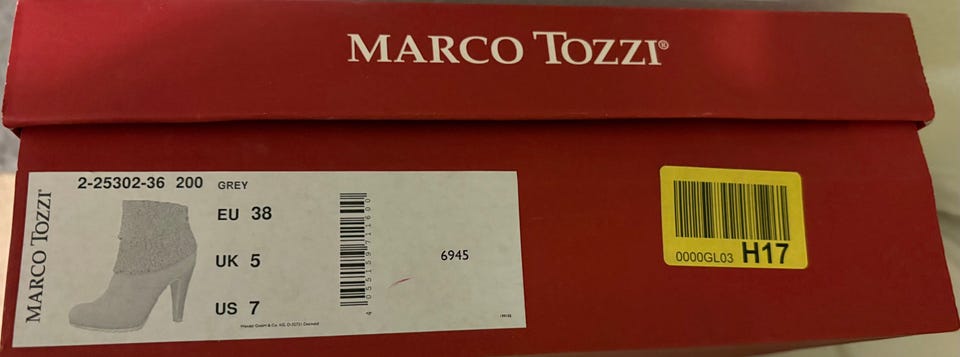 MARCO TOZZI®
MARCO TOZZI
2-25302-36 200 GREY
EU 38
UK 5
US 7
6945
0000GL03 H17